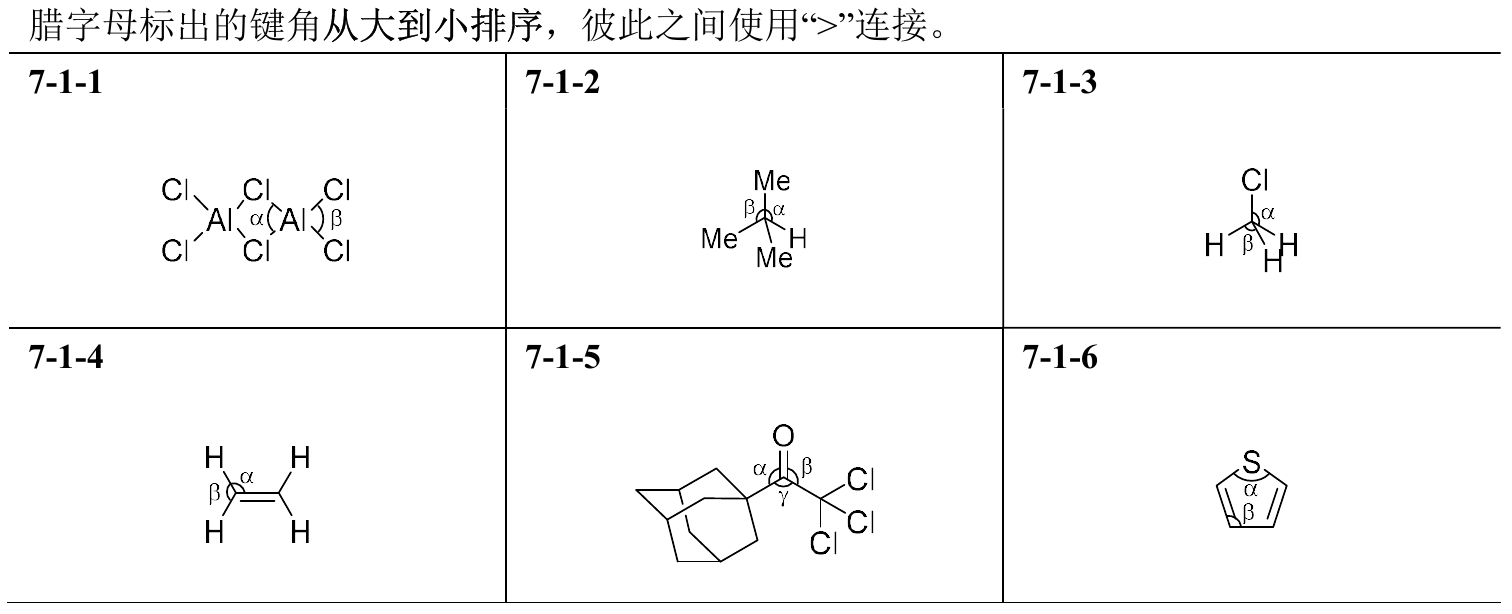 腊字母标出的键角从大到小排序，彼此之间使用“>”连接。
7-1-1 7-1-2 7-1-3
Cl Cl Cl
Al α Al β
Cl Cl Cl
Me
β α
Me H
Me
Cl
α
H β H
H
7-1-4 7-1-5 7-1-6
H H
β α
H H
O
α β
γ
Cl
Cl
Cl
S
α
β